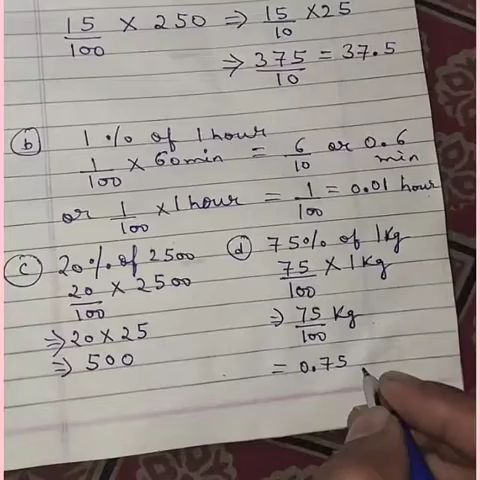 15/100 × 250 ⇒ 15/10 × 25
⇒ 375/10 = 37.5
(b) 1 % of 1 hour
1/100 × 60 min = 6/10 or 0.6 min
or 1/100 × 1 hour = 1/100 = 0.01 hour
(c) 20% of 2500
20/100 × 2500
⇒ 20 × 25
⇒ 500
(d) 75% of 1 Kg
75/100 × 1 Kg
⇒ 75/100 Kg
= 0.75